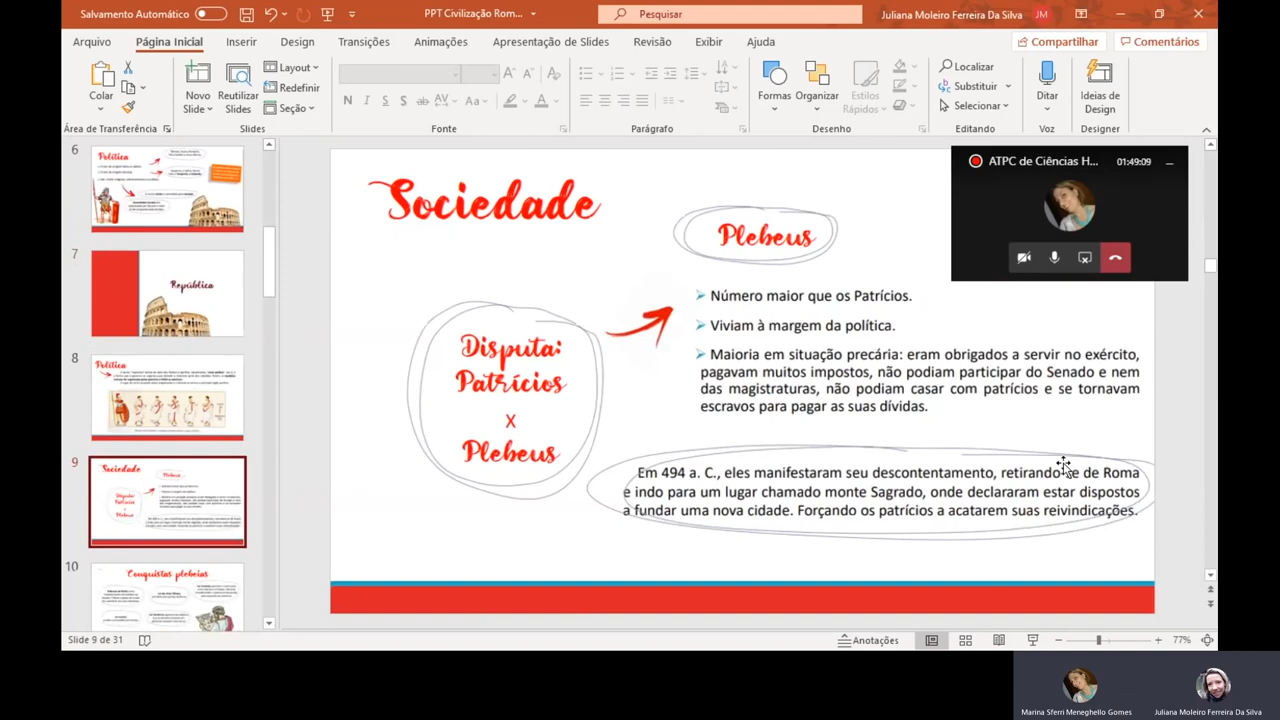 Salvamento Automático
PPT Civilização Rom...
Pesquisar
Juliana Moleiro Ferreira Da Silva
JM
Arquivo
Página Inicial
Inserir
Design
Transições
Animações
Apresentação de Slides
Revisão
Exibir
Ajuda
Compartilhar
Comentários
Colar
Novo
Slide
Reutilizar
Slides
Layout
Redefinir
Seção
N I S S ab AV Aa A
Formas
Organizar
Estilos
Rápidos
Localizar
Substituir
Selecionar
Ditar
Ideias de
Design
Área de Transferência
Slides
Fonte
Parágrafo
Desenho
Editando
Voz
Designer
6
Política
7
República
8
Política
9
Sociedade
Plebeus
Disputa:
Patrícios
x
Plebeus
10
Conquistas plebeias
Sociedade
Plebeus
Disputa:
Patrícios
x
Plebeus
Número maior que os Patrícios.
Viviam à margem da política.
Maioria em situação precária: eram obrigados a servir no exército,
pagavam muitos impostos, não podiam participar do Senado e nem
das magistraturas, não podiam casar com patrícios e se tornavam
escravos para pagar as suas dívidas.
Em 494 a. C., eles manifestaram seu descontentamento, retirando-se de Roma
e indo para um lugar chamado monte sagrado, onde declararam estar dispostos
a fundar uma nova cidade. Forçando os patrícios a acatarem suas reivindicações.
ATPC de Ciências H...
01:49:09
Slide 9 de 31
Anotações
77%
Marina Sferri Meneghello Gomes
Juliana Moleiro Ferreira Da Silva